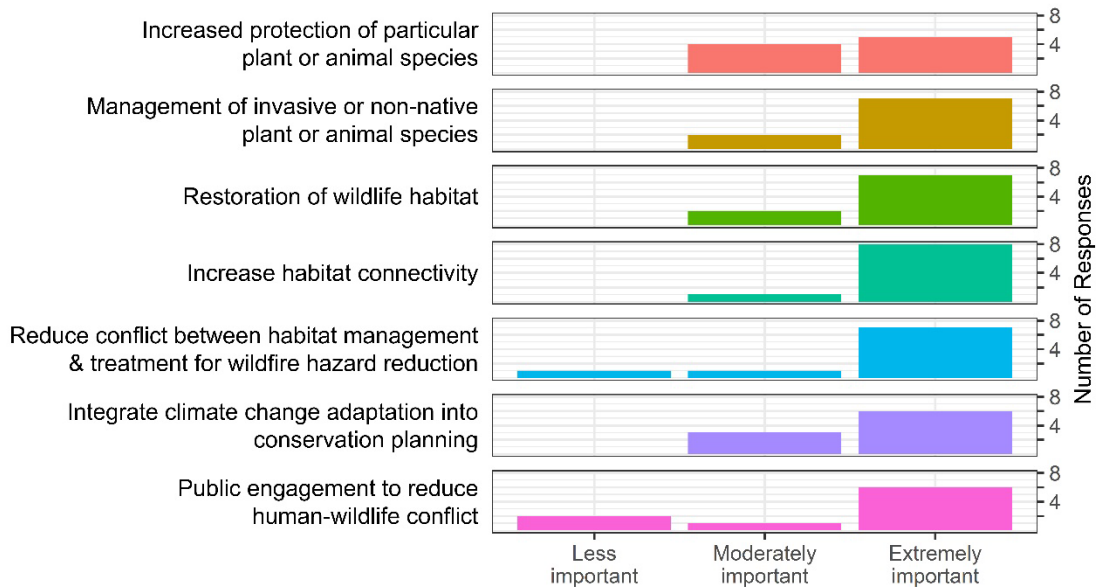 Increased protection of particular
plant or animal species
8
4
Management of invasive or non-native
plant or animal species
8
4
Restoration of wildlife habitat
8
4
Increase habitat connectivity
8
4
Reduce conflict between habitat management
& treatment for wildfire hazard reduction
8
4
Integrate climate change adaptation into
conservation planning
8
4
Public engagement to reduce
human-wildlife conflict
8
4
Number of Responses
Less
important
Moderately
important
Extremely
important